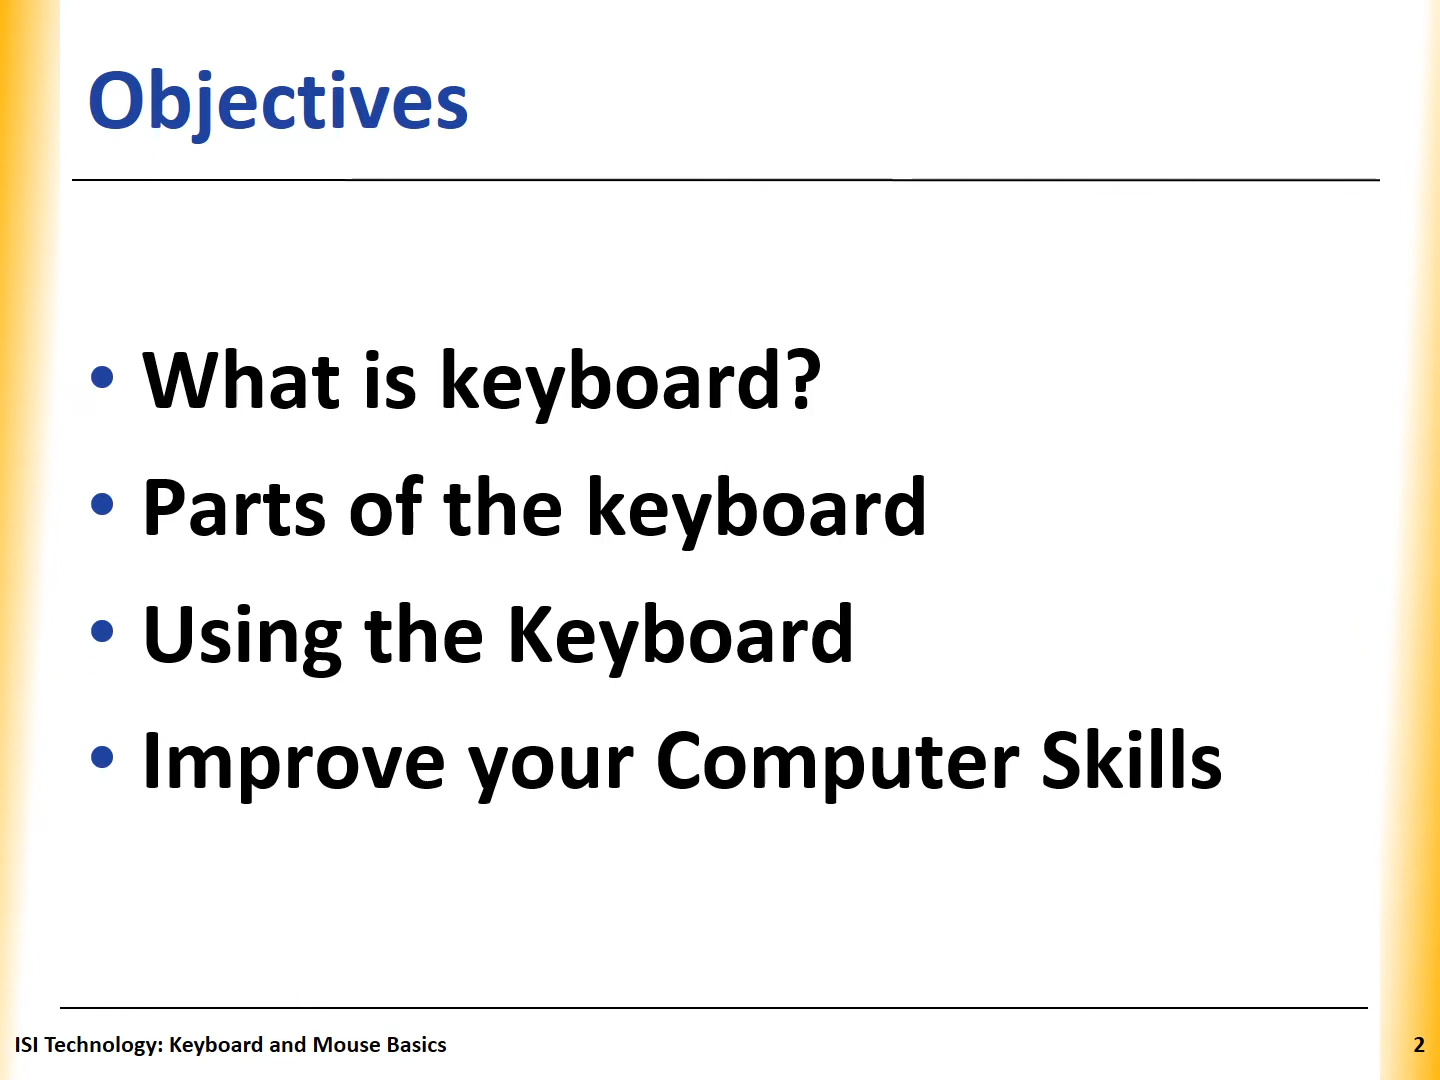 Objectives
• What is keyboard?
• Parts of the keyboard
• Using the Keyboard
• Improve your Computer Skills
ISI Technology: Keyboard and Mouse Basics
2